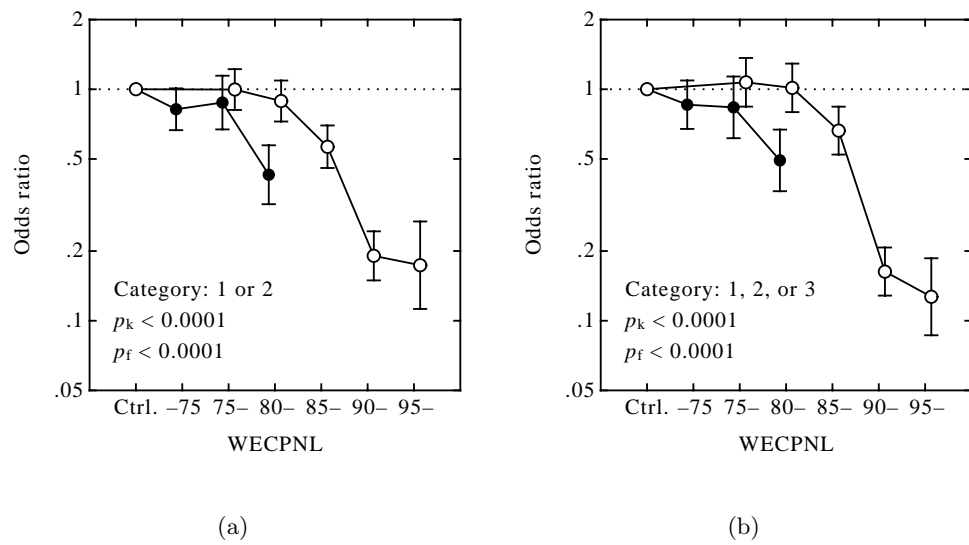 2
1
.5
.2
.1
.05
Odds ratio
Category: 1 or 2
pk < 0.0001
pf < 0.0001
Ctrl. –75 75– 80– 85– 90– 95–
WECPNL
(a)
2
1
.5
.2
.1
.05
Odds ratio
Category: 1, 2, or 3
pk < 0.0001
pf < 0.0001
Ctrl. –75 75– 80– 85– 90– 95–
WECPNL
(b)